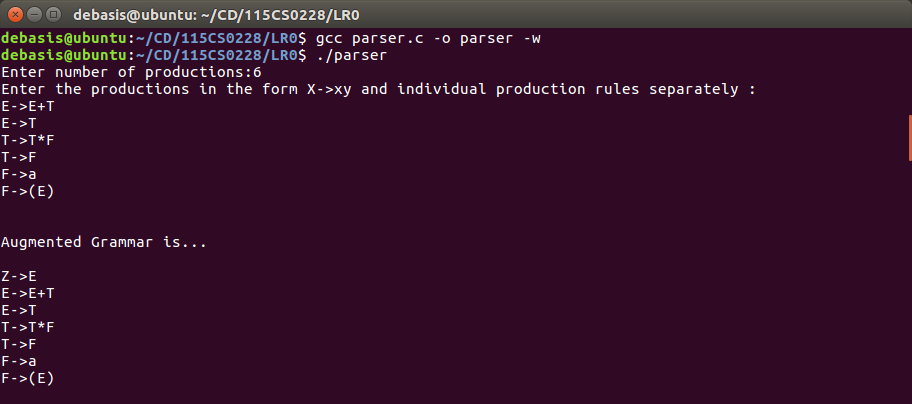 debasis@ubuntu: ~/CD/115CS0228/LR0
debasis@ubuntu:~/CD/115CS0228/LR0$ gcc parser.c -o parser -w
debasis@ubuntu:~/CD/115CS0228/LR0$ ./parser
Enter number of productions:6
Enter the productions in the form X->xy and individual production rules separately :
E->E+T
E->T
T->T*F
T->F
F->a
F->(E)
Augmented Grammar is...
Z->E
E->E+T
E->T
T->T*F
T->F
F->a
F->(E)